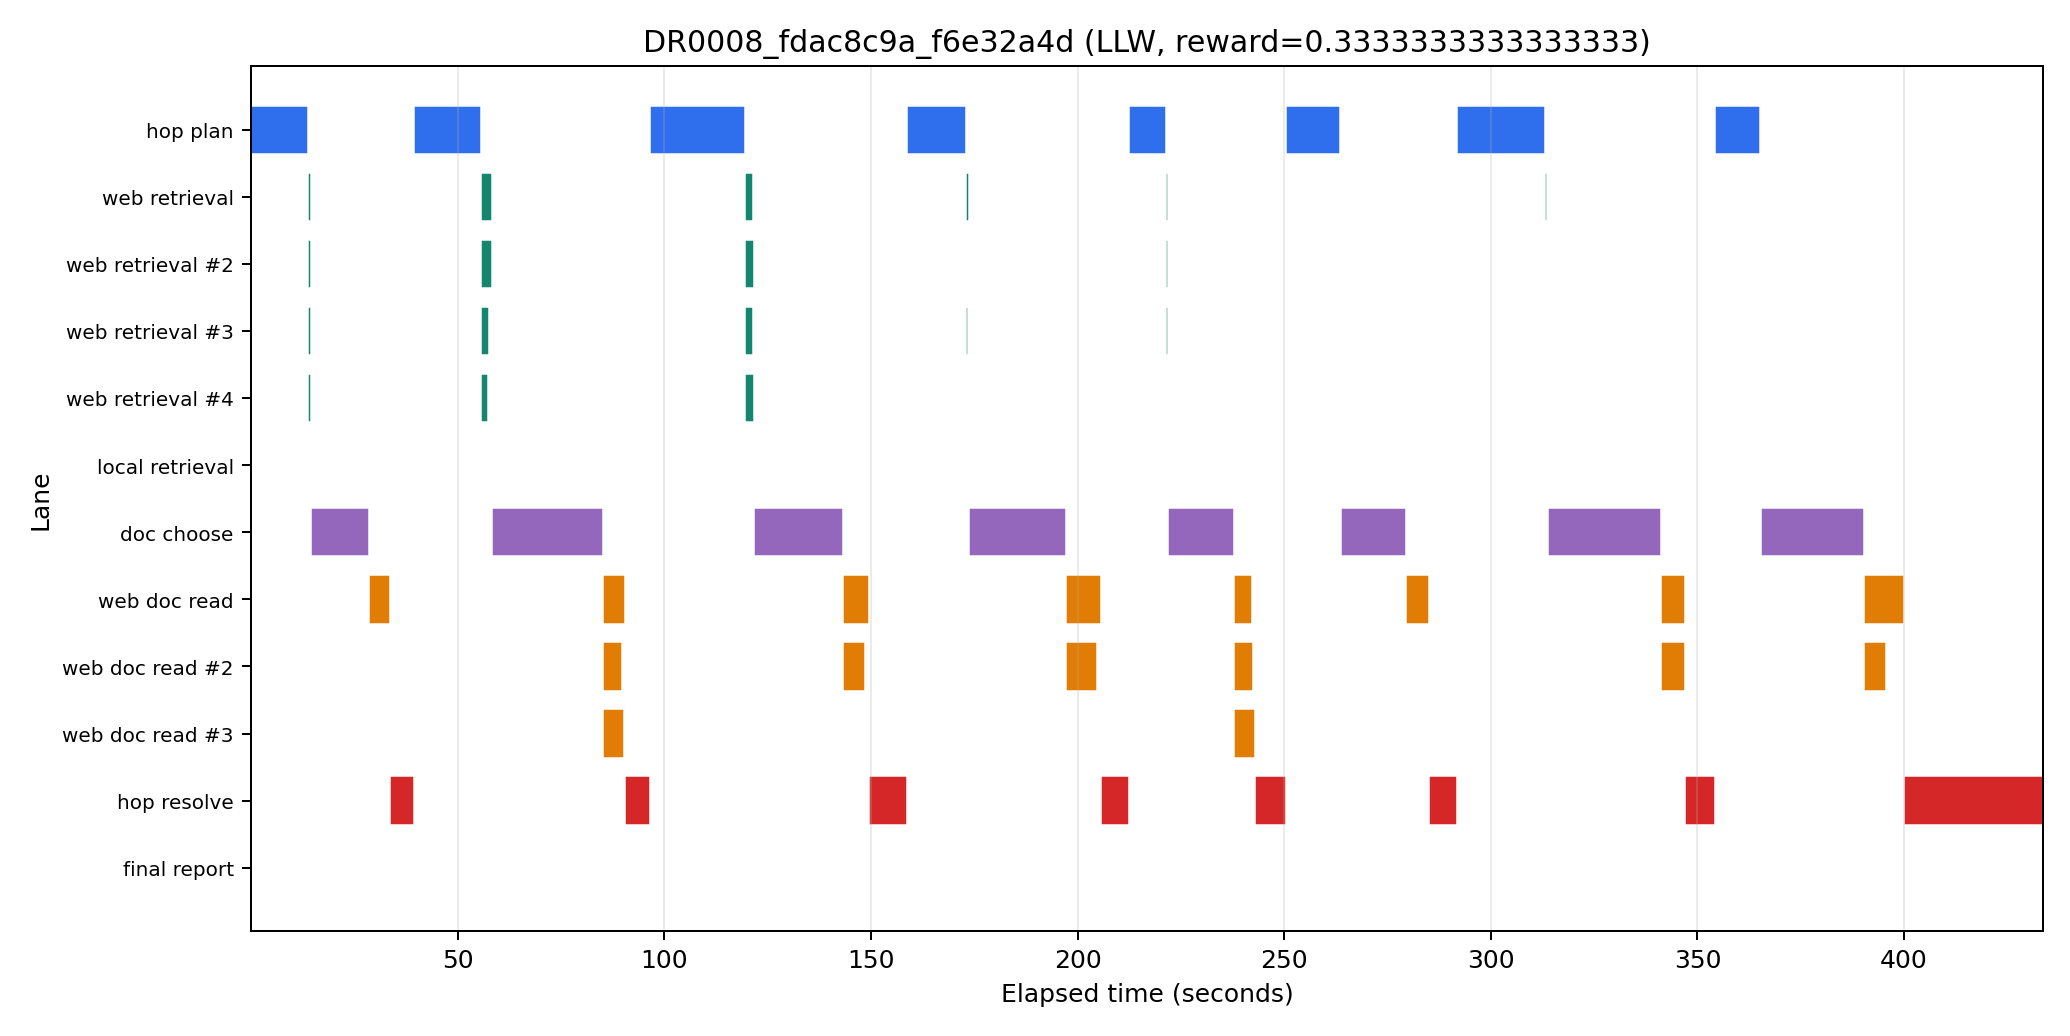 DR0008_fdac8c9a_f6e32a4d (LLW, reward=0.3333333333333333)
Lane
hop plan
web retrieval
web retrieval #2
web retrieval #3
web retrieval #4
local retrieval
doc choose
web doc read
web doc read #2
web doc read #3
hop resolve
final report
50 100 150 200 250 300 350 400
Elapsed time (seconds)